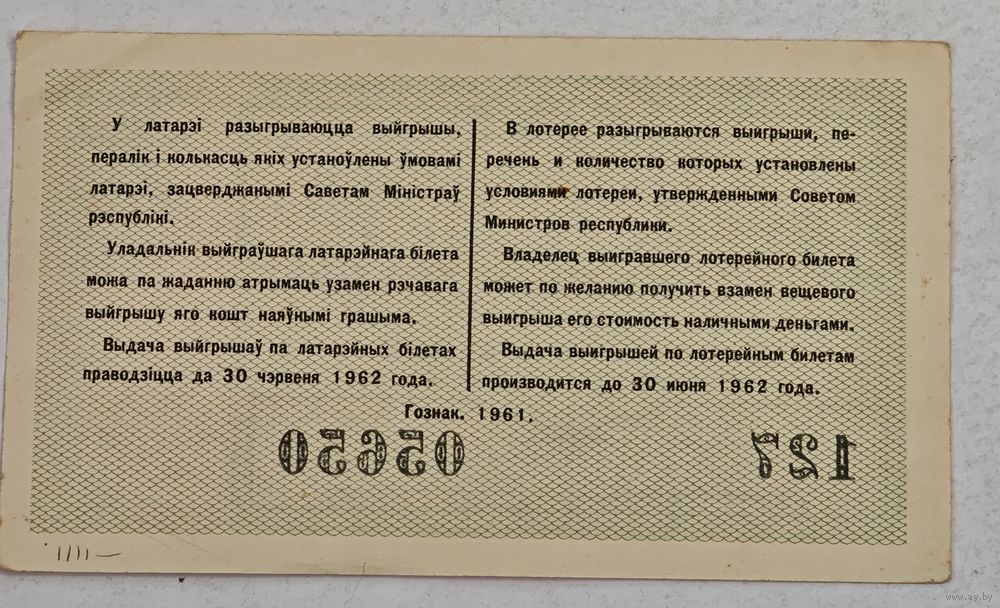 У латарэі разыгрываюцца выйгрышы,
пералік і колькасць якіх устаноўлены ўмовамі
латарэі, зацверджанымі Саветам Міністраў
рэспублікі.
Уладальнік выйграўшага латарэйнага білета
можа па жаданню атрымаць узамен рэчавага
выйгрышу яго кошт наяўнымі грашыма.
Выдача выйгрышаў па латарэйных білетах
праводзіцца да 30 чэрвеня 1962 года.
В лотерее разыгрываются выигрыши, пе-
речень и количество которых установлены
условиями лотереи, утвержденными Советом
Министров республики.
Владелец выигравшего лотерейного билета
может по желанию получить взамен вещевого
выигрыша его стоимость наличными деньгами.
Выдача выигрышей по лотерейным билетам
производится до 30 июня 1962 года.
Гознак. 1961.
05650
127
www.ay.by